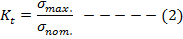 K_t = σ_max. / σ_nom. − − − − − (2)